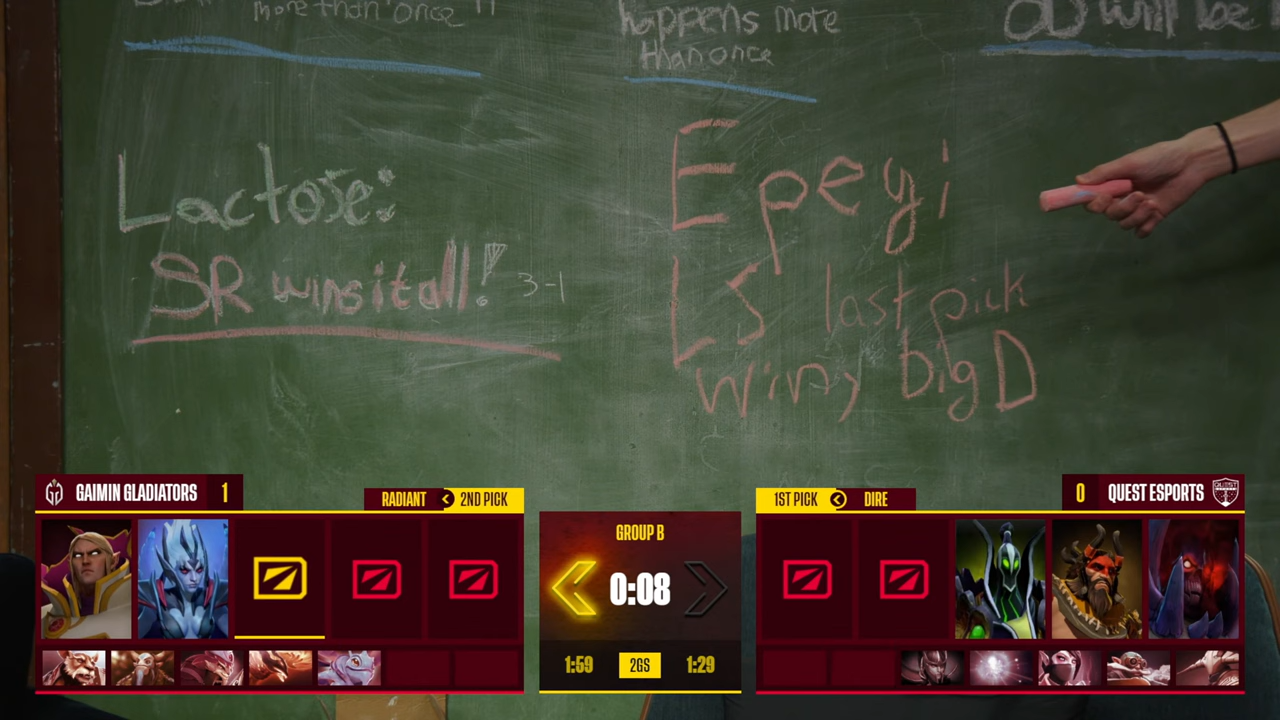 more than once "
happens more
than once
OD will be
Lactose:
SR wins it all! 3-1
Epeyi
LS last pick
Winy big D
GAIMIN GLADIATORS 1
RADIANT < 2ND PICK
1ST PICK < DIRE
0 QUEST ESPORTS
GROUP B
0:08
1:59 2GS 1:29